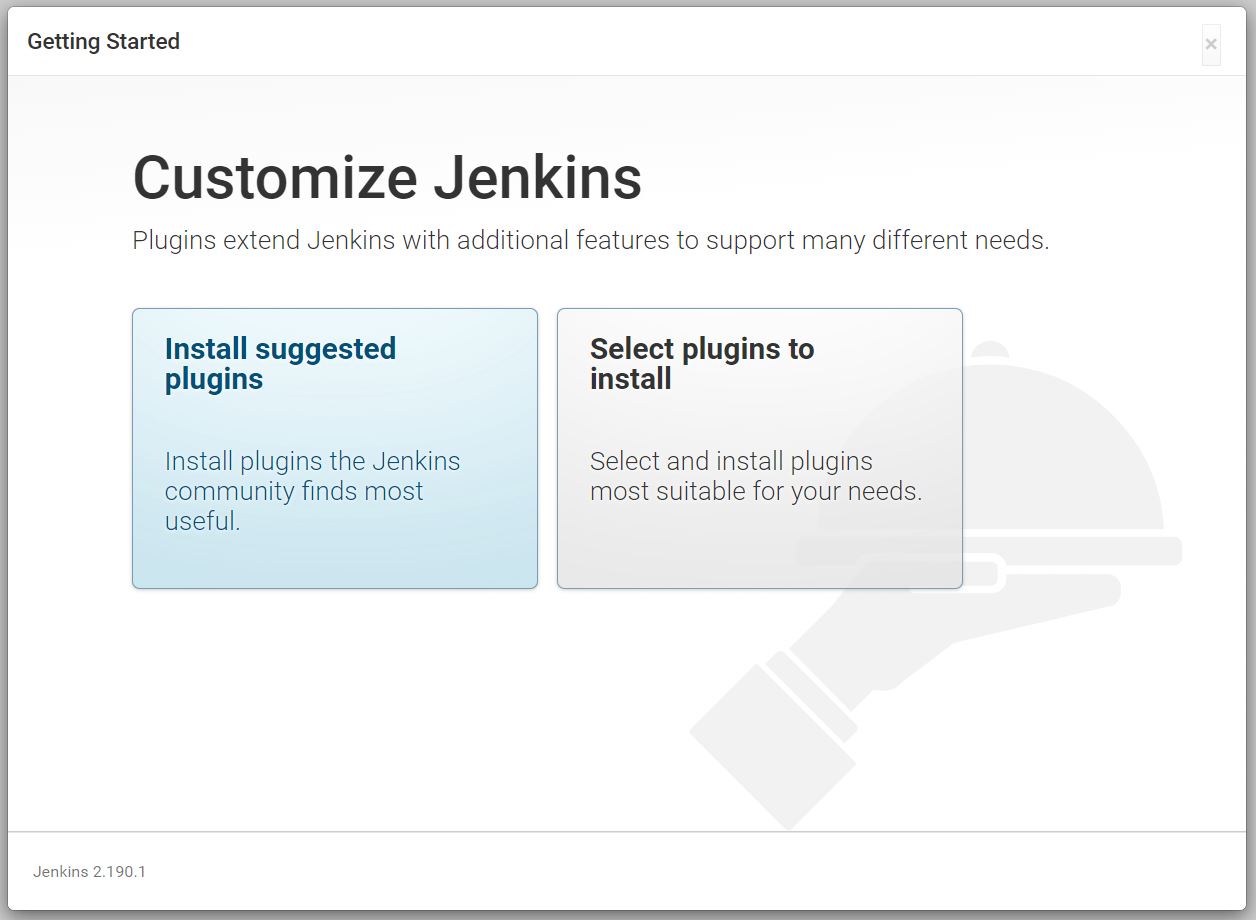 Getting Started
×
Customize Jenkins
Plugins extend Jenkins with additional features to support many different needs.
Install suggested
plugins
Install plugins the Jenkins
community finds most
useful.
Select plugins to
install
Select and install plugins
most suitable for your needs.
Jenkins 2.190.1